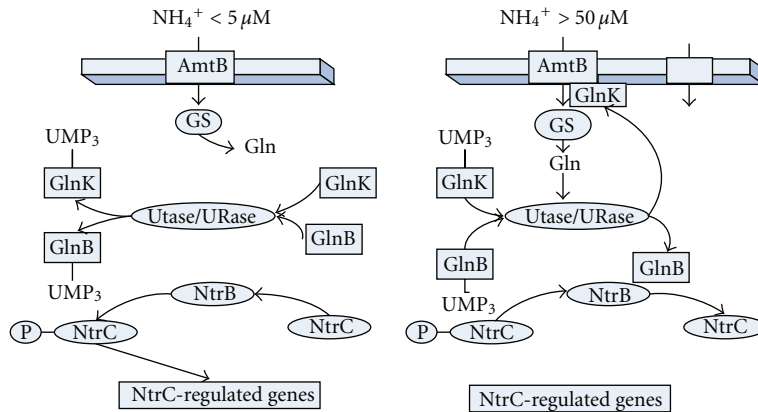 NH₄⁺ < 5 μM
AmtB
GS
Gln
UMP₃
GlnK
GlnK
Utase/URase
GlnB
GlnB
UMP₃
NtrB
P
NtrC
NtrC
NtrC-regulated genes
NH₄⁺ > 50 μM
AmtB
GlnK
GS
UMP₃
Gln
GlnK
Utase/URase
GlnB
GlnB
UMP₃
NtrB
P
NtrC
NtrC
NtrC-regulated genes